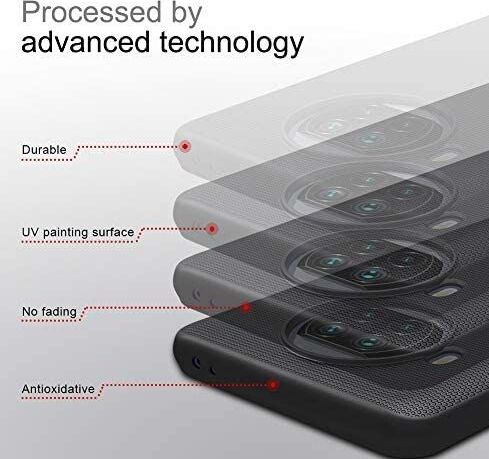 Processed by
advanced technology
Durable
UV painting surface
No fading
Antioxidative